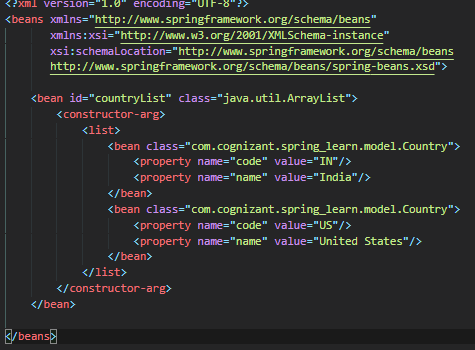 <?xml version="1.0" encoding="UTF-8"?>
<beans xmlns="http://www.springframework.org/schema/beans"
xmlns:xsi="http://www.w3.org/2001/XMLSchema-instance"
xsi:schemaLocation="http://www.springframework.org/schema/beans
http://www.springframework.org/schema/beans/spring-beans.xsd">
<bean id="countryList" class="java.util.ArrayList">
<constructor-arg>
<list>
<bean class="com.cognizant.spring_learn.model.Country">
<property name="code" value="IN"/>
<property name="name" value="India"/>
</bean>
<bean class="com.cognizant.spring_learn.model.Country">
<property name="code" value="US"/>
<property name="name" value="United States"/>
</bean>
</list>
</constructor-arg>
</bean>
</beans>